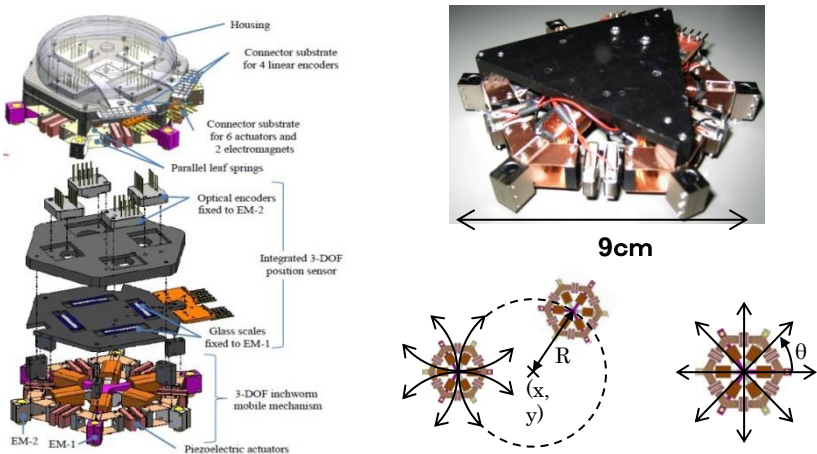 Housing
Connector substrate
for 4 linear encoders
Connector substrate
for 6 actuators and
2 electromagnets
Parallel leaf springs
Optical encoders
fixed to EM-2
Integrated 3-DOF
position sensor
Glass scales
fixed to EM-1
3-DOF inchworm
mobile mechanism
EM-2
EM-1
Piezoelectric actuators
9cm
R
(x,
y)
θ